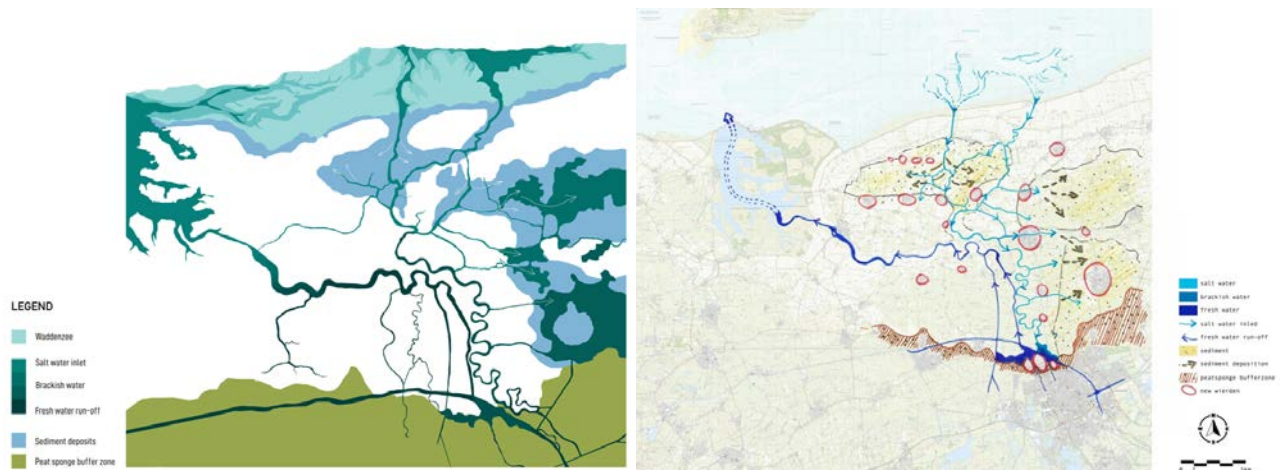 LEGEND
Waddenzee
Salt water inlet
Brackish water
Fresh water run-off
Sediment deposits
Peat sponge buffer zone
salt water
brackish water
fresh water
salt water inled
fresh water run-off
sediment
sediment deposition
peatsponge bufferzone
new wierden